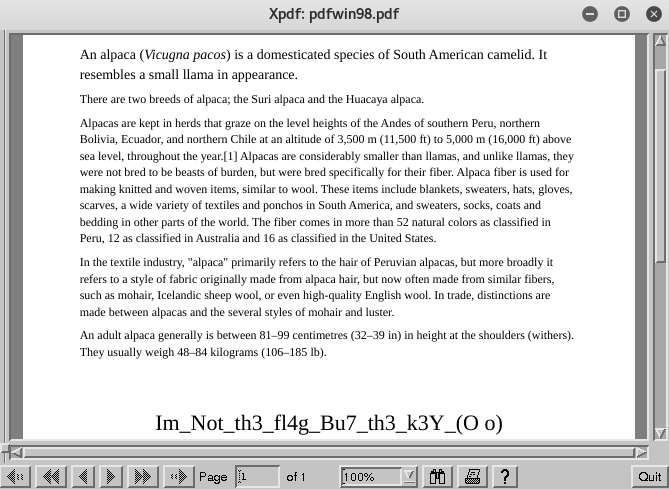 Xpdf: pdfwin98.pdf
An alpaca (Vicugna pacos) is a domesticated species of South American camelid. It
resembles a small llama in appearance.
There are two breeds of alpaca; the Suri alpaca and the Huacaya alpaca.
Alpacas are kept in herds that graze on the level heights of the Andes of southern Peru, northern
Bolivia, Ecuador, and northern Chile at an altitude of 3,500 m (11,500 ft) to 5,000 m (16,000 ft) above
sea level, throughout the year.[1] Alpacas are considerably smaller than llamas, and unlike llamas, they
were not bred to be beasts of burden, but were bred specifically for their fiber. Alpaca fiber is used for
making knitted and woven items, similar to wool. These items include blankets, sweaters, hats, gloves,
scarves, a wide variety of textiles and ponchos in South America, and sweaters, socks, coats and
bedding in other parts of the world. The fiber comes in more than 52 natural colors as classified in
Peru, 12 as classified in Australia and 16 as classified in the United States.
In the textile industry, "alpaca" primarily refers to the hair of Peruvian alpacas, but more broadly it
refers to a style of fabric originally made from alpaca hair, but now often made from similar fibers,
such as mohair, Icelandic sheep wool, or even high-quality English wool. In trade, distinctions are
made between alpacas and the several styles of mohair and luster.
An adult alpaca generally is between 81–99 centimetres (32–39 in) in height at the shoulders (withers).
They usually weigh 48–84 kilograms (106–185 lb).
Im_Not_th3_fl4g_Bu7_th3_k3Y_(O o)
Page 1 of 1 100% ? Quit